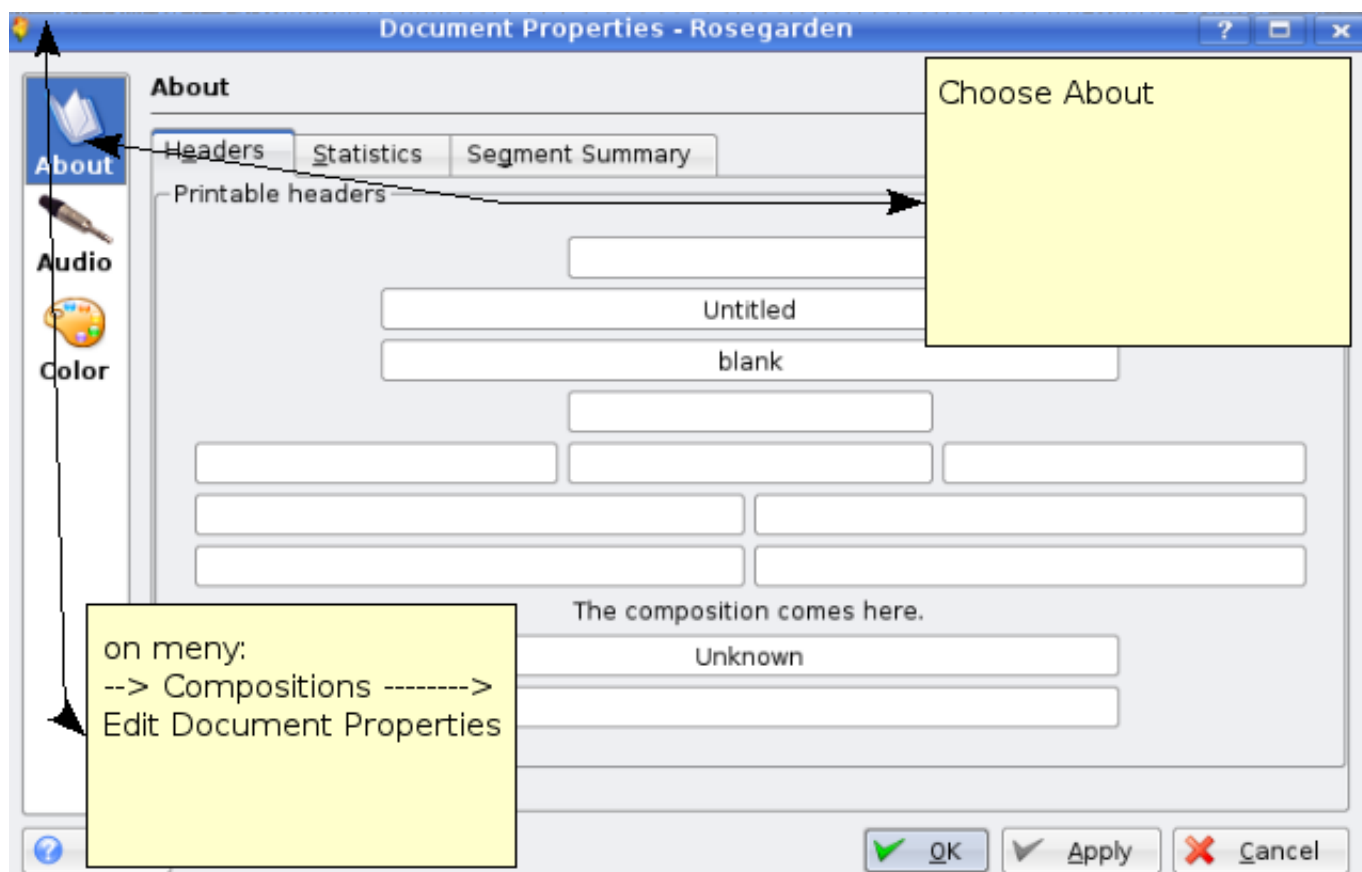 Document Properties - Rosegarden
?
About
Choose About
About
Headers Statistics Segment Summary
Printable headers
Audio
Untitled
Color
blank
The composition comes here.
Unknown
on meny:
--> Compositions -------->
Edit Document Properties
?
OK Apply Cancel